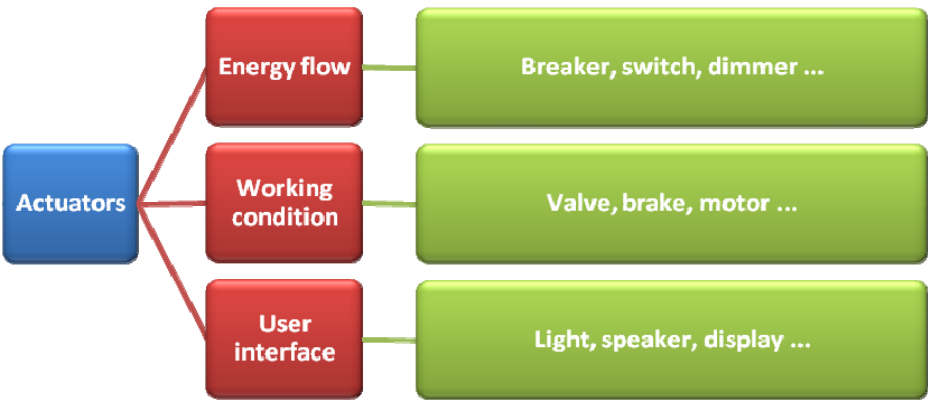 Actuators
Energy flow
Breaker, switch, dimmer ...
Working
condition
Valve, brake, motor ...
User
interface
Light, speaker, display ...